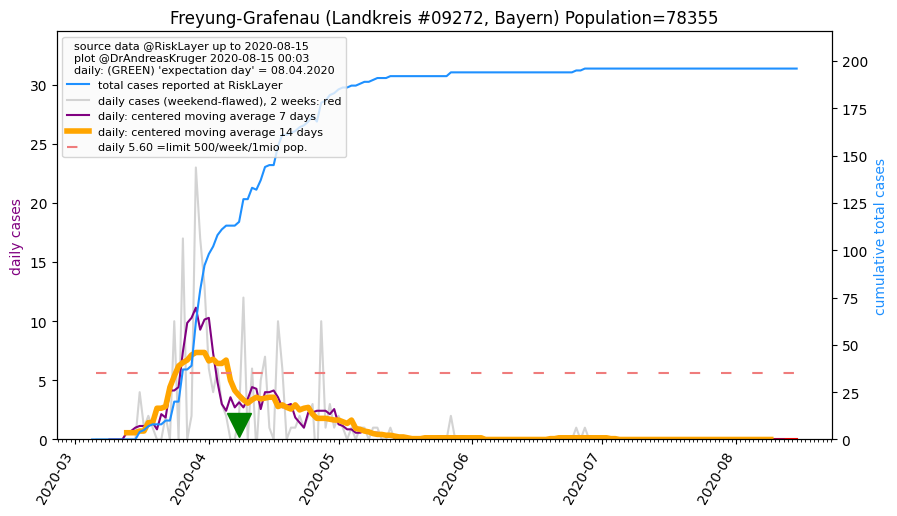 Freyung-Grafenau (Landkreis #09272, Bayern) Population=78355
source data @RiskLayer up to 2020-08-15
plot @DrAndreasKruger 2020-08-15 00:03
daily: (GREEN) 'expectation day' = 08.04.2020
total cases reported at RiskLayer
daily cases (weekend-flawed), 2 weeks: red
daily: centered moving average 7 days
daily: centered moving average 14 days
daily 5.60 =limit 500/week/1mio pop.
daily cases
30
25
20
15
10
5
0
cumulative total cases
200
175
150
125
100
75
50
25
0
2020-03
2020-04
2020-05
2020-06
2020-07
2020-08